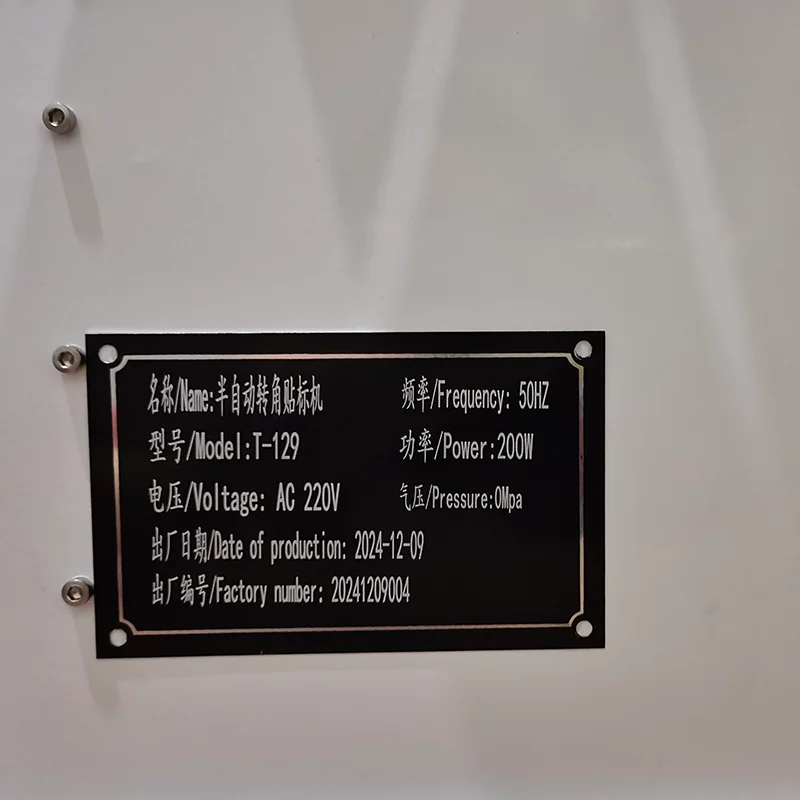 名称/Name:半自动转角贴标机 频率/Frequency: 50HZ
型号/Model:T-129 功率/Power:200W
电压/Voltage: AC 220V 气压/Pressure:0Mpa
出厂日期/Date of production: 2024-12-09
出厂编号/Factory number: 20241209004